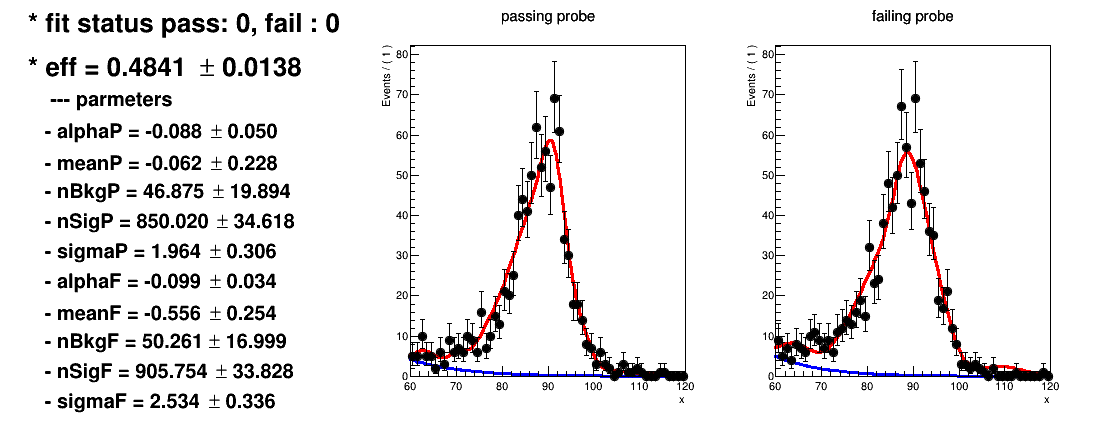 * fit status pass: 0, fail : 0
* eff = 0.4841 ± 0.0138
--- parmeters
- alphaP = -0.088 ± 0.050
- meanP = -0.062 ± 0.228
- nBkgP = 46.875 ± 19.894
- nSigP = 850.020 ± 34.618
- sigmaP = 1.964 ± 0.306
- alphaF = -0.099 ± 0.034
- meanF = -0.556 ± 0.254
- nBkgF = 50.261 ± 16.999
- nSigF = 905.754 ± 33.828
- sigmaF = 2.534 ± 0.336
passing probe
Events / ( 1 )
80
70
60
50
40
30
20
10
0
60 70 80 90 100 110 120
x
failing probe
Events / ( 1 )
80
70
60
50
40
30
20
10
0
60 70 80 90 100 110 120
x